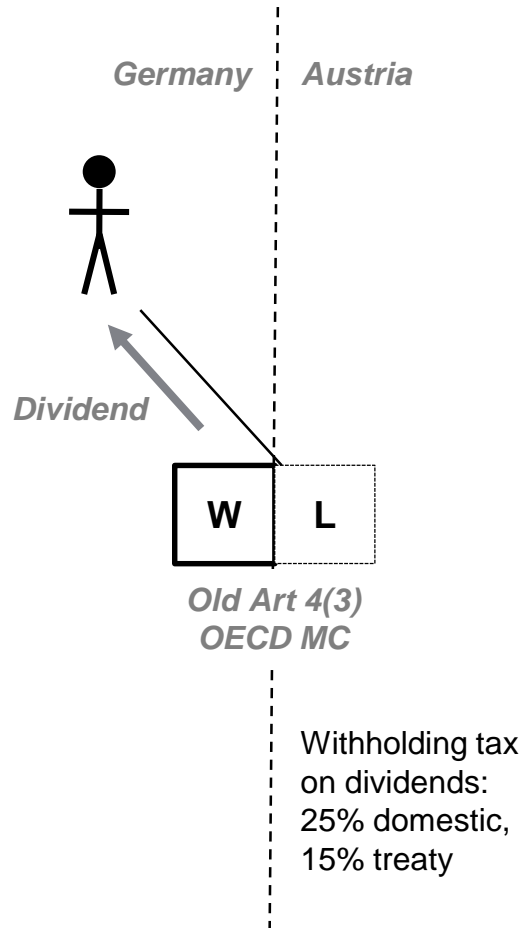 Germany
Austria
Dividend
W
L
Old Art 4(3)
OECD MC
Withholding tax
on dividends:
25% domestic,
15% treaty